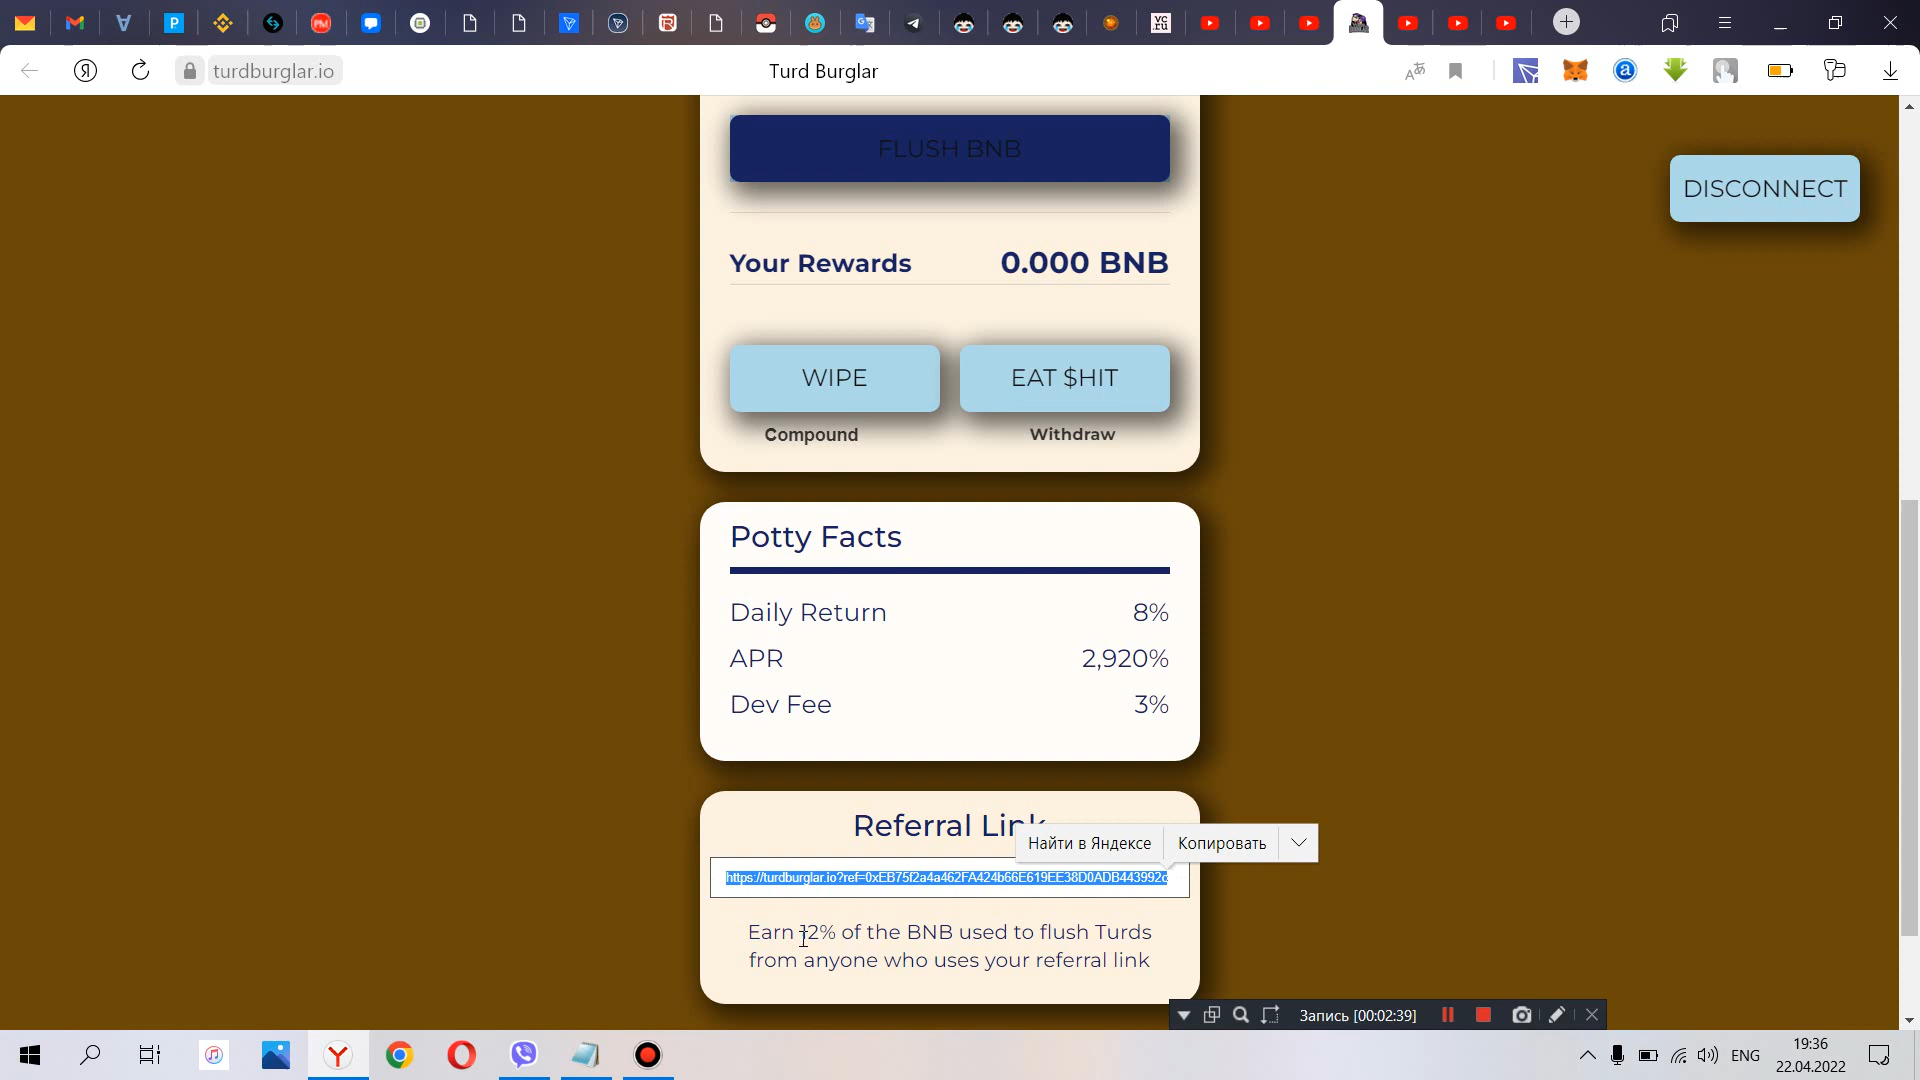 turdburglar.io
Turd Burglar
FLUSH BNB
DISCONNECT
Your Rewards 0.000 BNB
WIPE EAT $HIT
Compound Withdraw
Potty Facts
Daily Return 8%
APR 2,920%
Dev Fee 3%
Referral Link
Найти в Яндексе Копировать
https://turdburglar.io?ref=0xEB75f2a4a462FA424b66E619EE38D0ADB443992c
Earn 12% of the BNB used to flush Turds
from anyone who uses your referral link
Запись [00:02:39]
ENG
19:36
22.04.2022